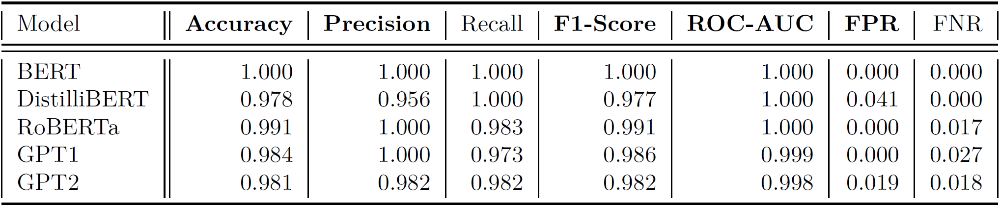 Model Accuracy Precision Recall F1-Score ROC-AUC FPR FNR
BERT 1.000 1.000 1.000 1.000 1.000 0.000 0.000
DistilliBERT 0.978 0.956 1.000 0.977 1.000 0.041 0.000
RoBERTa 0.991 1.000 0.983 0.991 1.000 0.000 0.017
GPT1 0.984 1.000 0.973 0.986 0.999 0.000 0.027
GPT2 0.981 0.982 0.982 0.982 0.998 0.019 0.018